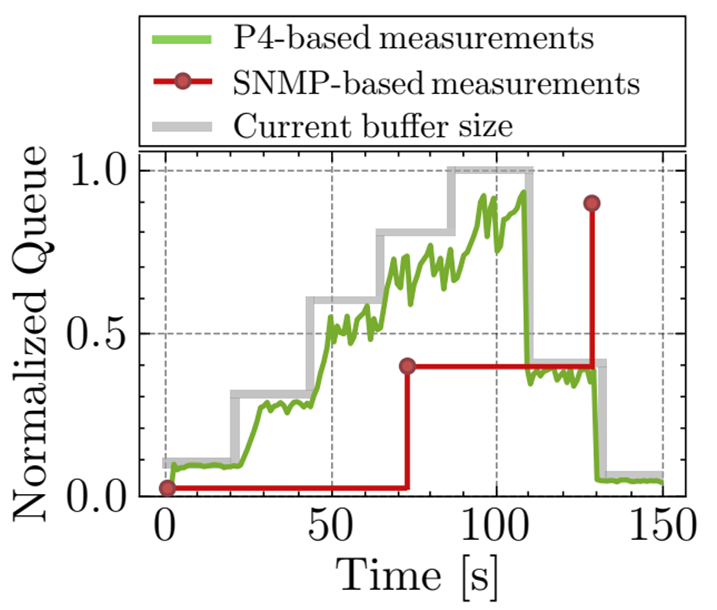 P4-based measurements
SNMP-based measurements
Current buffer size
Normalized Queue
1.0
0.5
0.0
0 50 100 150
Time [s]